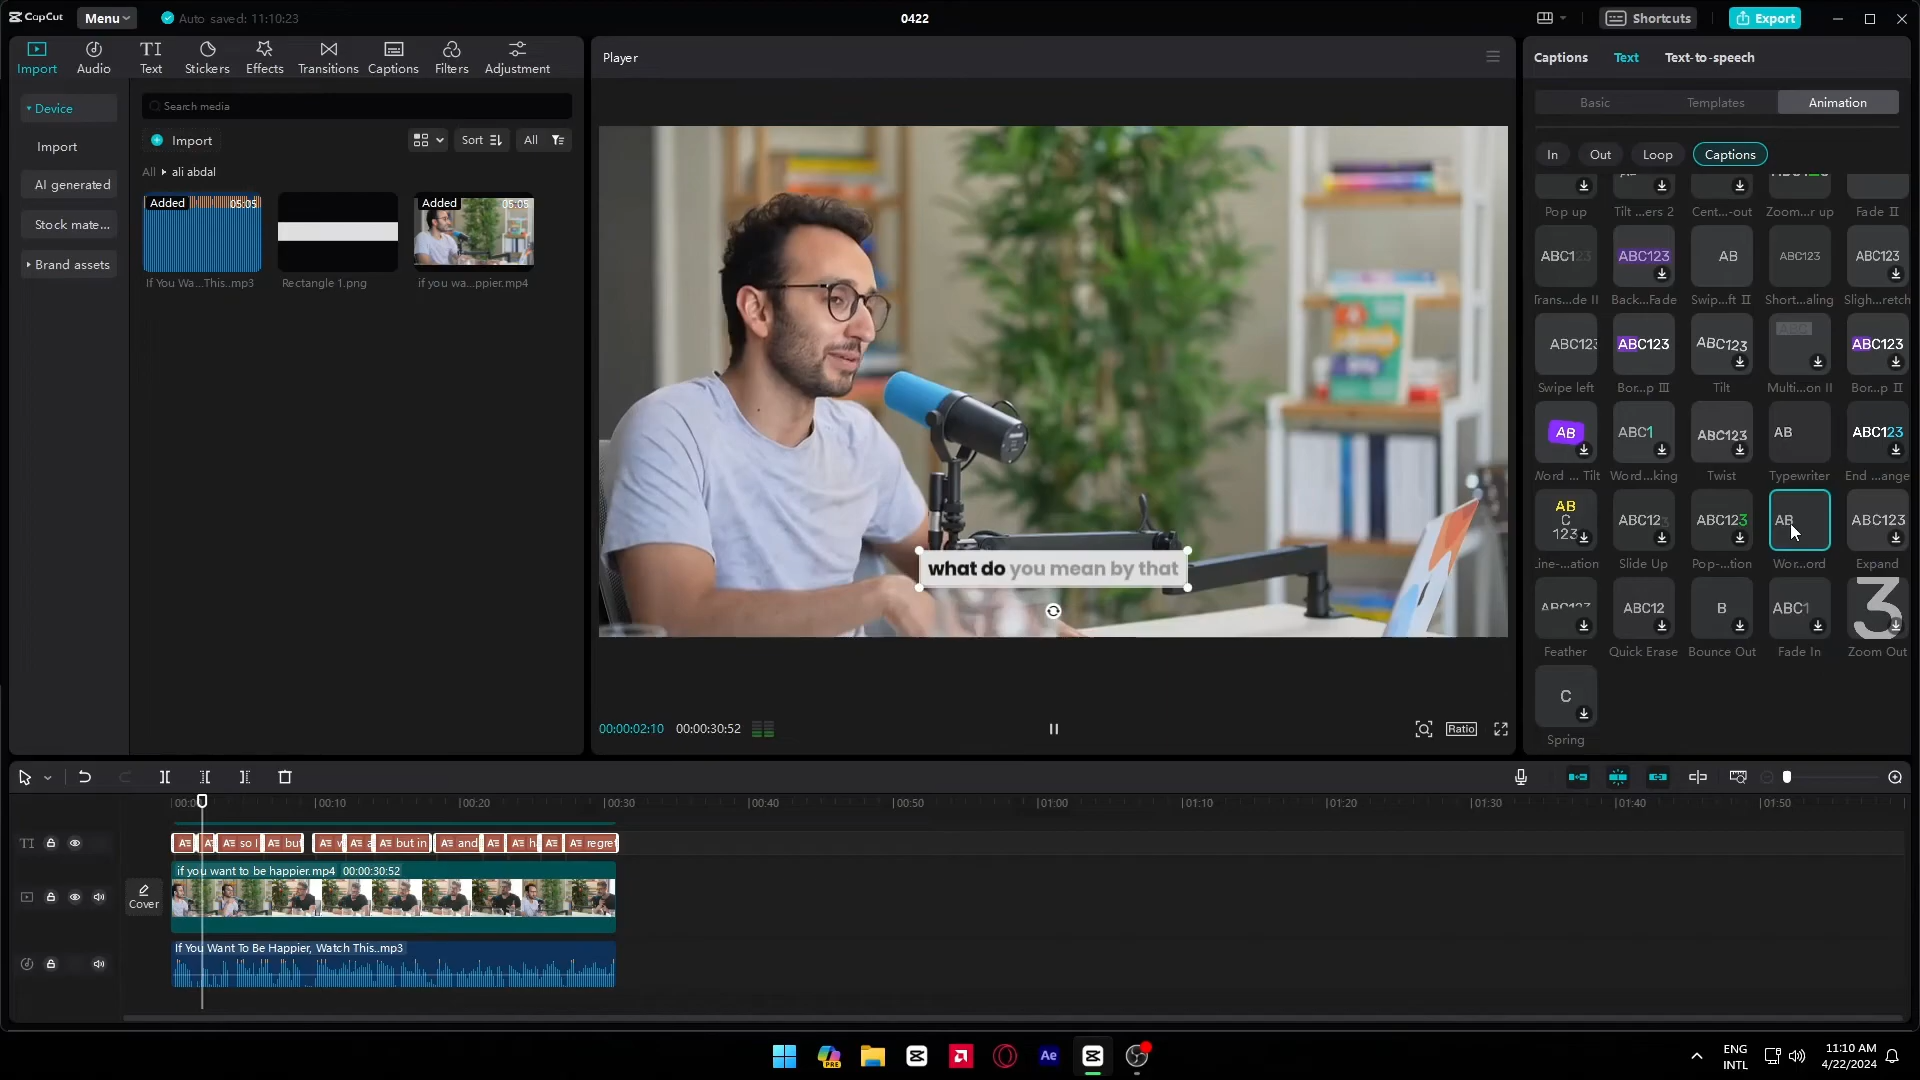 CapCut
Menu
Auto saved: 11:10:23
0422
Shortcuts
Export
Import
Audio
Text
Stickers
Effects
Transitions
Captions
Filters
Adjustment
Device
Import
AI generated
Stock mate...
Brand assets
Search media
Import
Sort
All
All
ali abdal
Added
05:05
If You Wa...This..mp3
Rectangle 1.png
Added
05:05
if you wa...ppier.mp4
Player
what do you mean by that
00:00:02:10
00:00:30:52
Ratio
Captions
Text
Text-to-speech
Basic
Templates
Animation
In
Out
Loop
Captions
Pop up
Tilt ...ers 2
Cent...-out
Zoom...r up
Fade II
ABC12
ABC123
AB
ABC123
ABC123
Trans...de II
Back...Fade
Swip...ft II
Short...aling
Sligh...retch
ABC123
ABC123
ABC123
ABC123
Swipe left
Bor...p III
Tilt
Multi...on II
Bor...p II
AB
ABC1
ABC123
AB
ABC123
Word ... Tilt
Word...king
Twist
Typewriter
End ...ange
AB
C
123
ABC123
ABC123
AB
ABC123
Line-...ation
Slide Up
Pop-...tion
Wor...ord
Expand
ABC123
ABC12
B
ABC1
3
Feather
Quick Erase
Bounce Out
Fade In
Zoom Out
C
Spring
00:10
00:20
00:30
00:40
00:50
01:00
01:10
01:20
01:30
01:40
01:50
so I
but
but in
and
regret
if you want to be happier.mp4 00:00:30:52
Cover
If You Want To Be Happier, Watch This..mp3
PRE
Ae
ENG
INTL
11:10 AM
4/22/2024